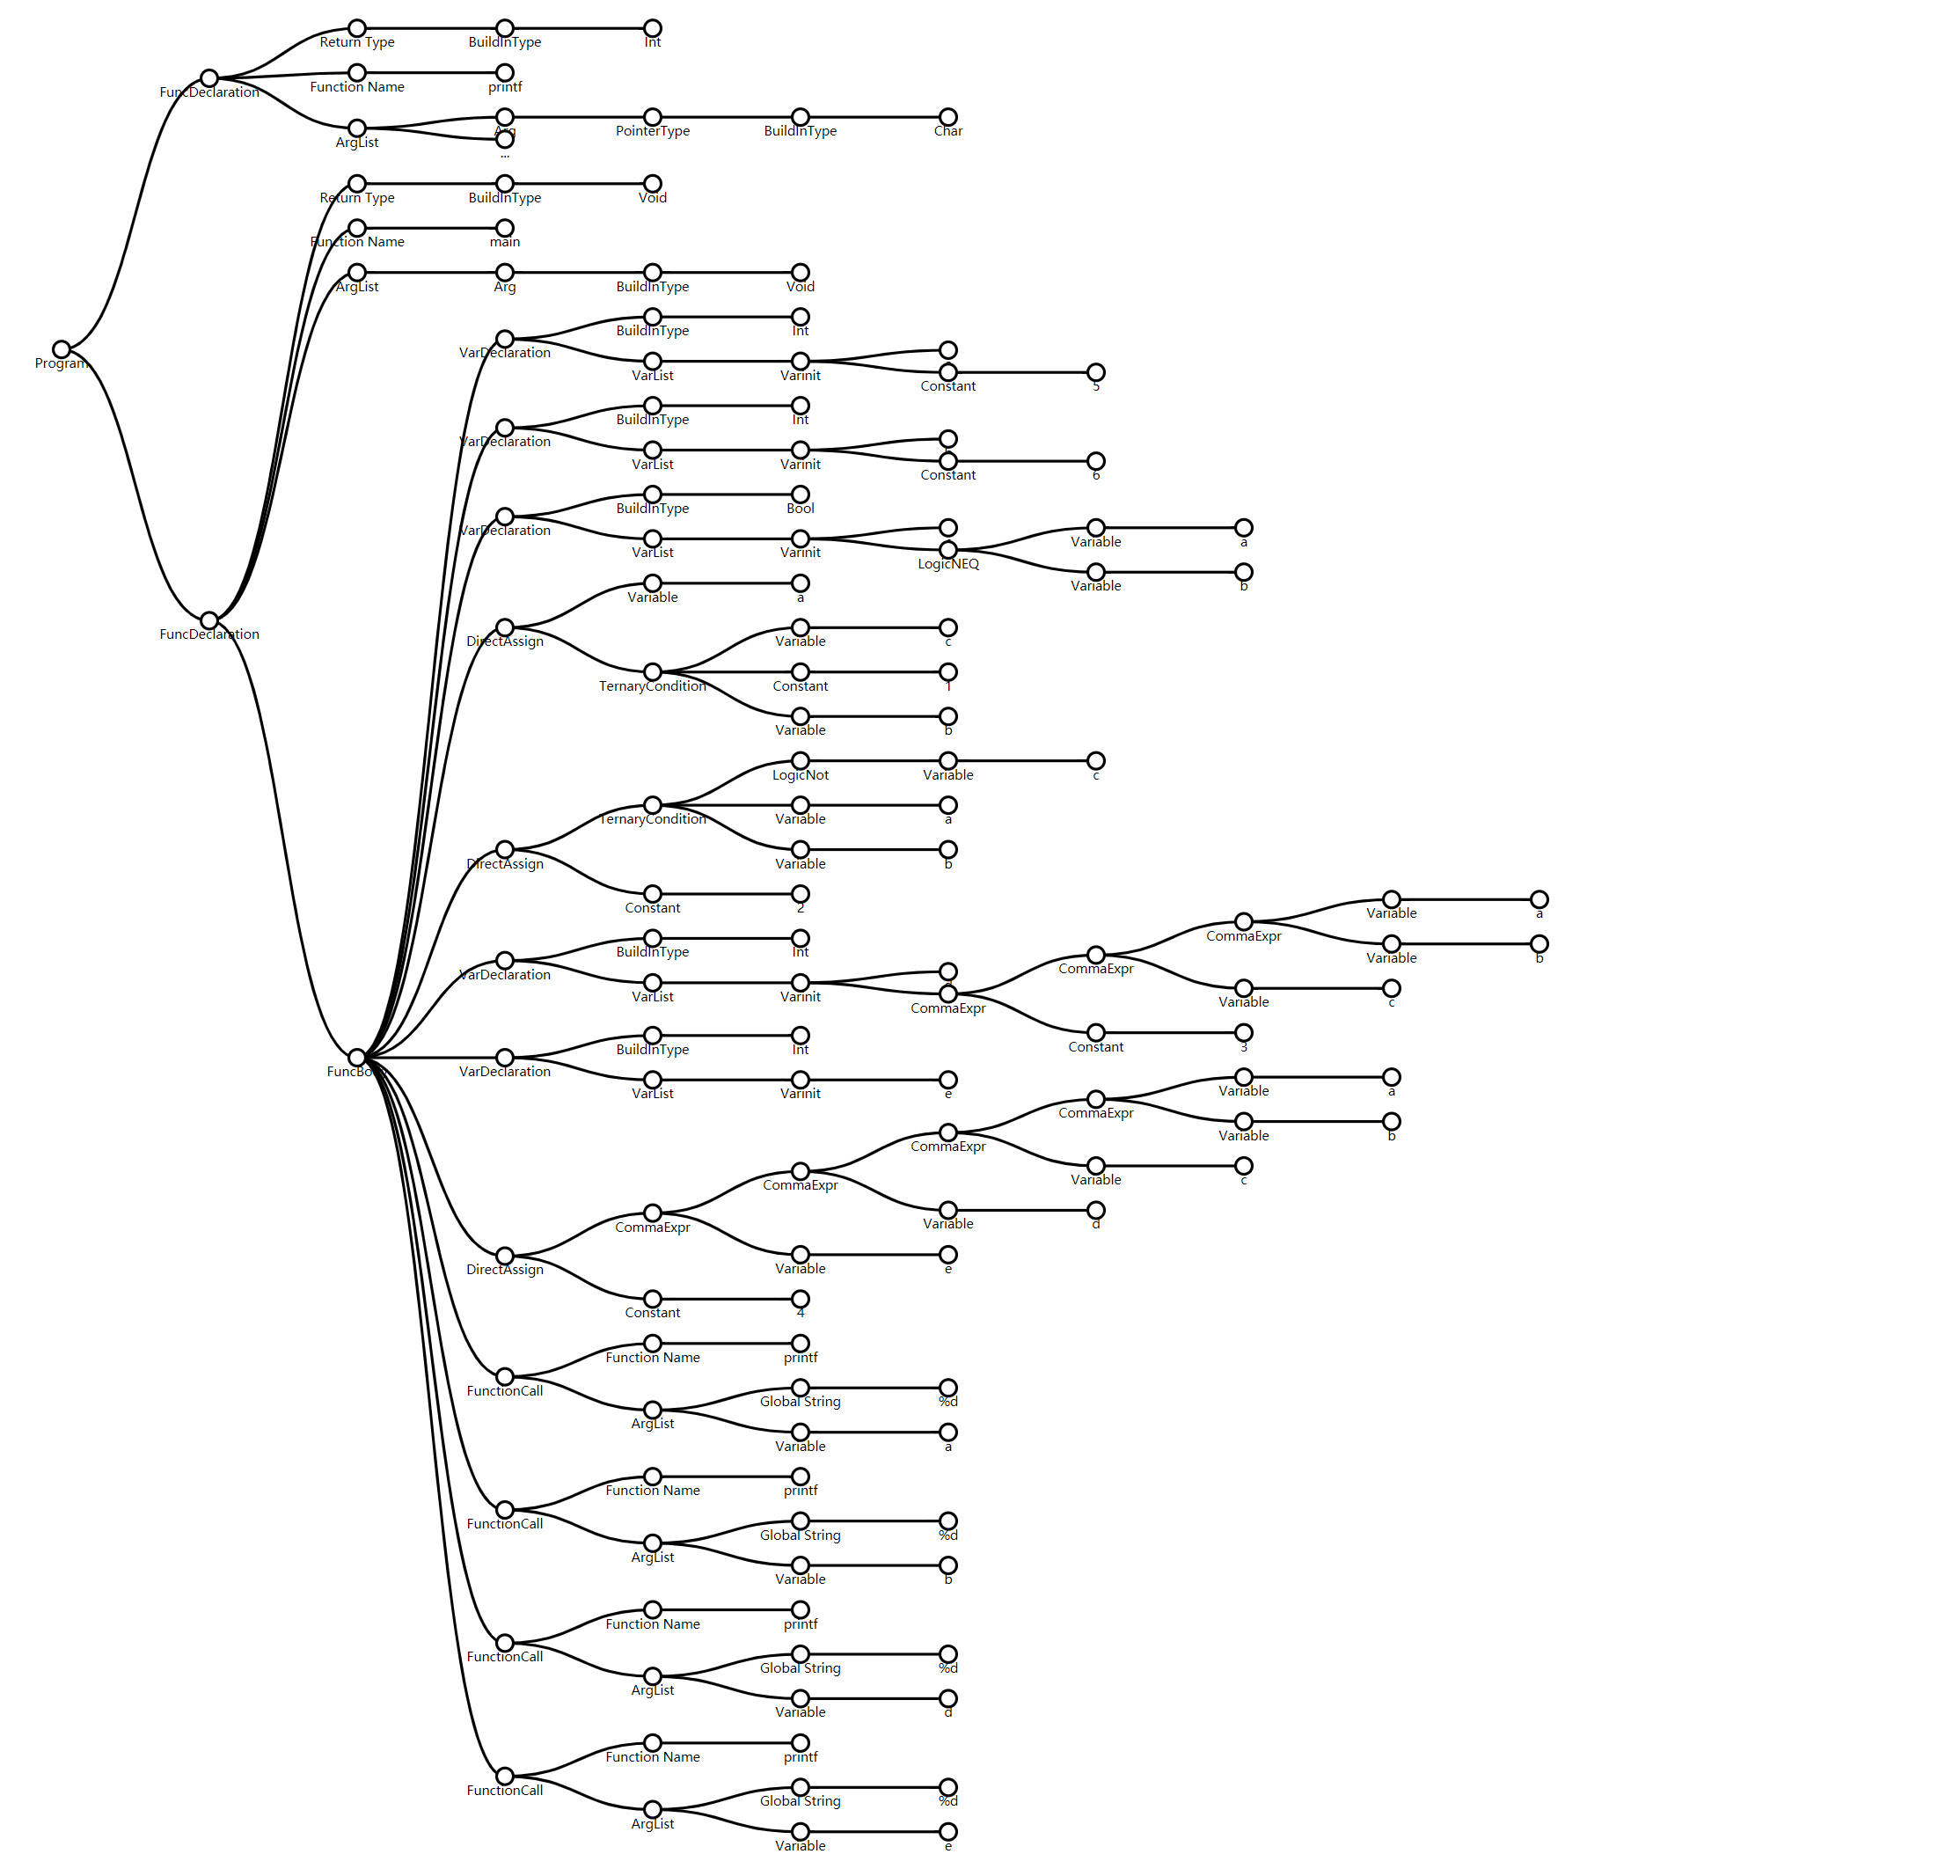 Return Type
BuildInType
Int
FuncDeclaration
Function Name
printf
ArgList
Arg
PointerType
BuildInType
Char
...
Return Type
BuildInType
Void
Function Name
main
ArgList
Arg
BuildInType
Void
Program
VarDeclaration
BuildInType
Int
VarList
Varinit
Constant
5
VarDeclaration
BuildInType
Int
VarList
Varinit
Constant
6
VarDeclaration
BuildInType
Bool
VarList
Varinit
LogicNEQ
Variable
a
Variable
b
FuncDeclaration
DirectAssign
Variable
a
TernaryCondition
Variable
c
Constant
1
Variable
b
DirectAssign
TernaryCondition
LogicNot
Variable
c
Variable
a
Variable
b
Constant
2
VarDeclaration
BuildInType
Int
VarList
Varinit
CommaExpr
CommaExpr
CommaExpr
Variable
a
Variable
b
Variable
c
Constant
3
VarDeclaration
BuildInType
Int
VarList
Varinit
e
DirectAssign
CommaExpr
CommaExpr
CommaExpr
CommaExpr
Variable
a
Variable
b
Variable
c
Variable
d
Variable
e
Constant
4
FunctionCall
Function Name
printf
ArgList
Global String
%d
Variable
a
FunctionCall
Function Name
printf
ArgList
Global String
%d
Variable
b
FunctionCall
Function Name
printf
ArgList
Global String
%d
Variable
d
FunctionCall
Function Name
printf
ArgList
Global String
%d
Variable
e